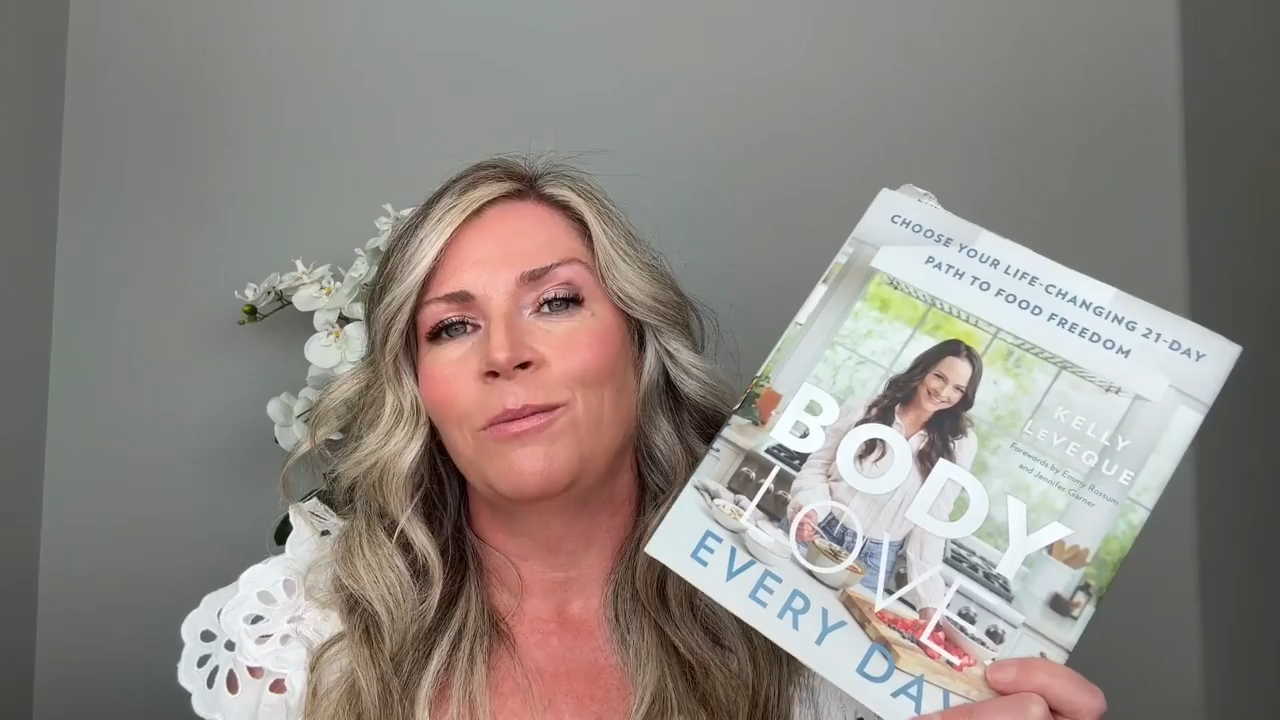 CHOOSE YOUR LIFE-CHANGING 21-DAY
PATH TO FOOD FREEDOM
KELLY
LEVEQUE
Forewords by Emmy Rossum
and Jennifer Garner
BODY
LOVE
EVERY DAY